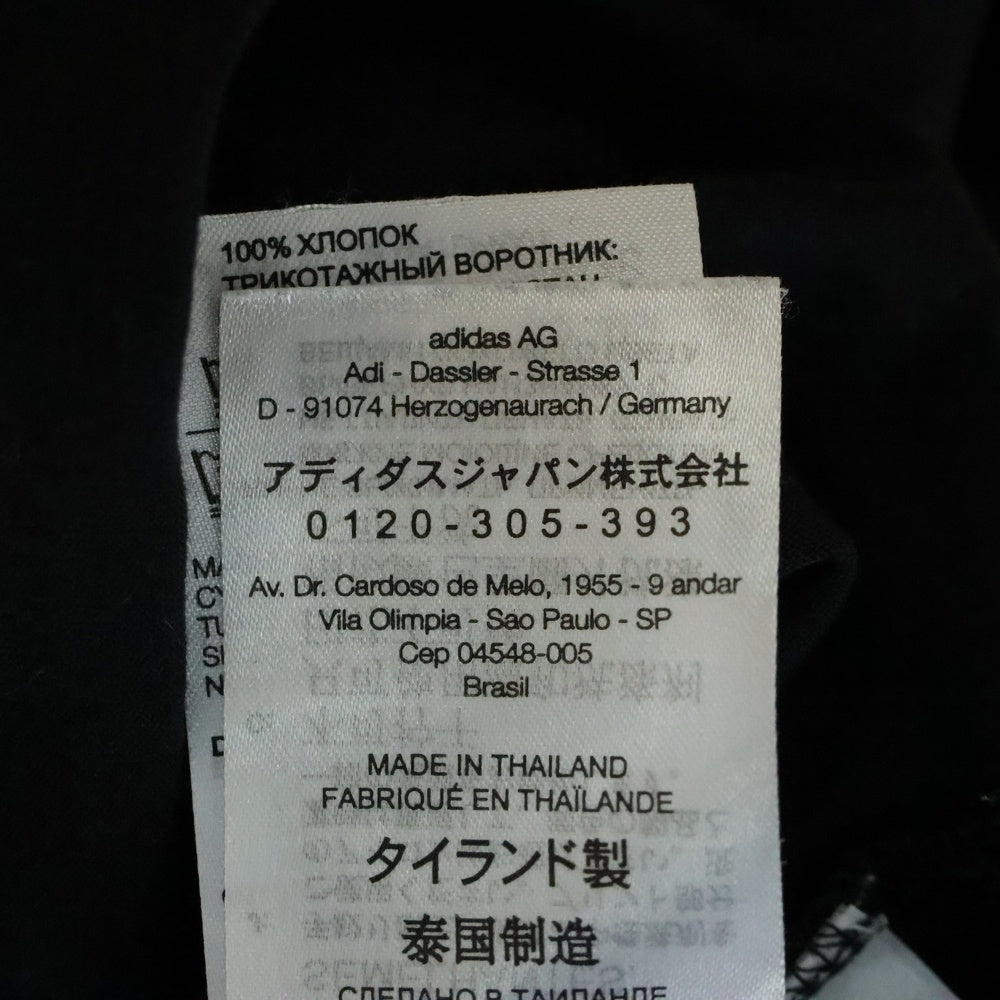 100% ХЛОПОК
ТРИКОТАЖНЫЙ ВОРОТНИК:
adidas AG
Adi - Dassler - Strasse 1
D - 91074 Herzogenaurach / Germany
アディダスジャパン株式会社
0120-305-393
Av. Dr. Cardoso de Melo, 1955 - 9 andar
Vila Olimpia - Sao Paulo - SP
Cep 04548-005
Brasil
MADE IN THAILAND
FABRIQUÉ EN THAÏLANDE
タイランド製
泰国制造
СДЕЛАНО В ТАИЛАНДЕ